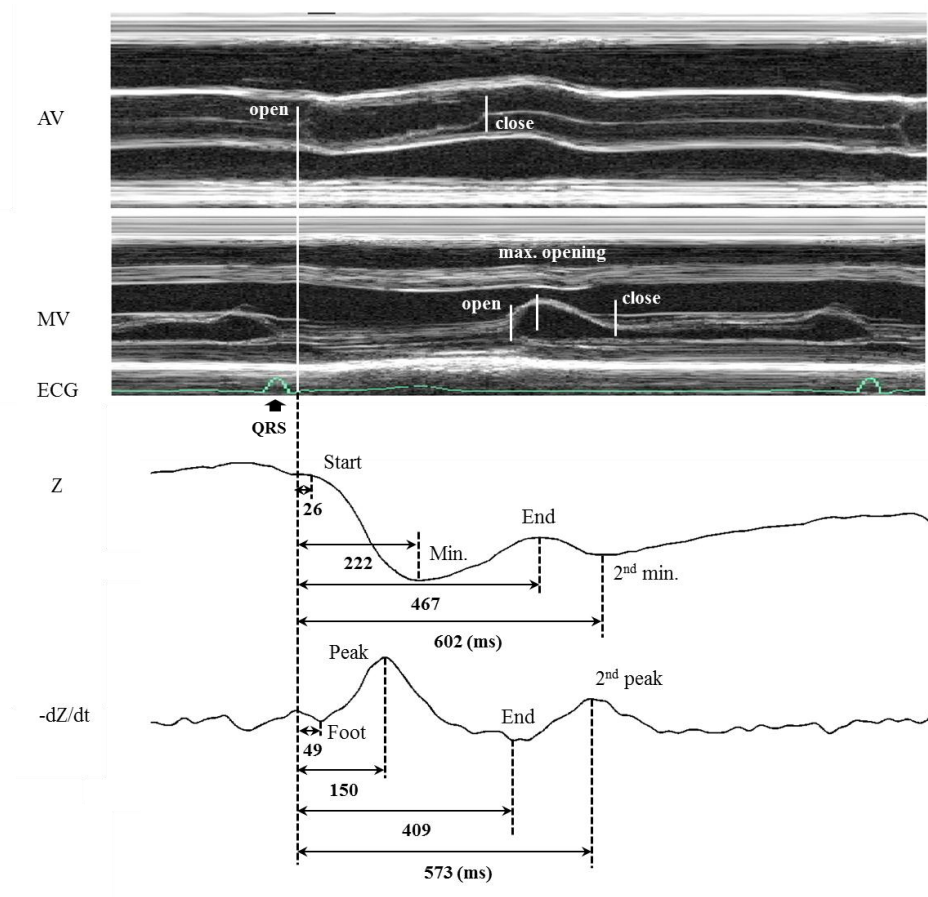 AV
open
close
max. opening
MV
open
close
ECG
QRS
Z
Start
26
End
222
Min.
2nd min.
467
602 (ms)
Peak
2nd peak
-dZ/dt
End
Foot
49
150
409
573 (ms)